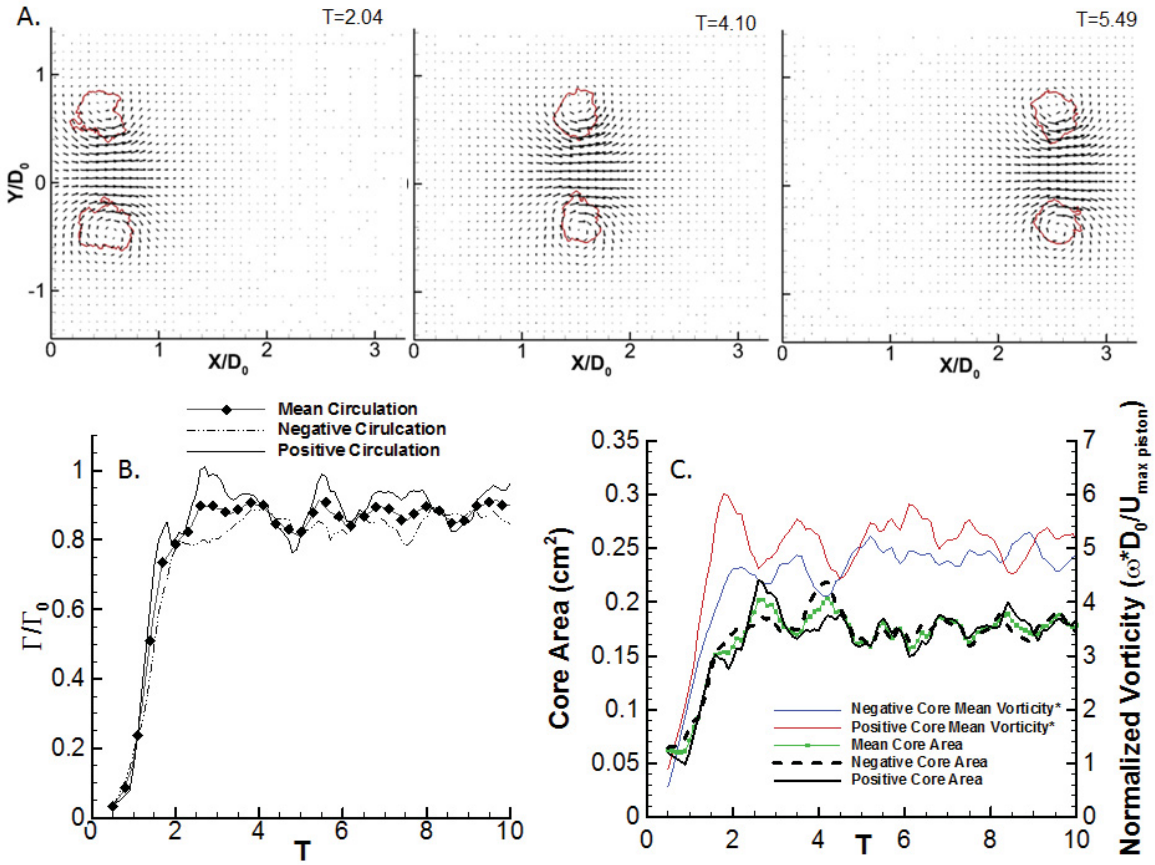 A.
T=2.04
T=4.10
T=5.49
1
0
-1
Y/D0
0 1 2 3
X/D0
0 1 2 3
X/D0
0 1 2 3
X/D0
Mean Circulation
Negative Cirulcation
Positive Circulation
B.
1
0.8
0.6
0.4
0.2
0
Γ/Γ0
0 2 4 6 8 10
T
C.
0.35
0.3
0.25
0.2
0.15
0.1
0.05
0
Core Area (cm2)
7
6
5
4
3
2
1
0
Normalized Vorticity (ω*D0/Umax piston)
Negative Core Mean Vorticity*
Positive Core Mean Vorticity*
Mean Core Area
Negative Core Area
Positive Core Area
0 2 4 6 8 10
T